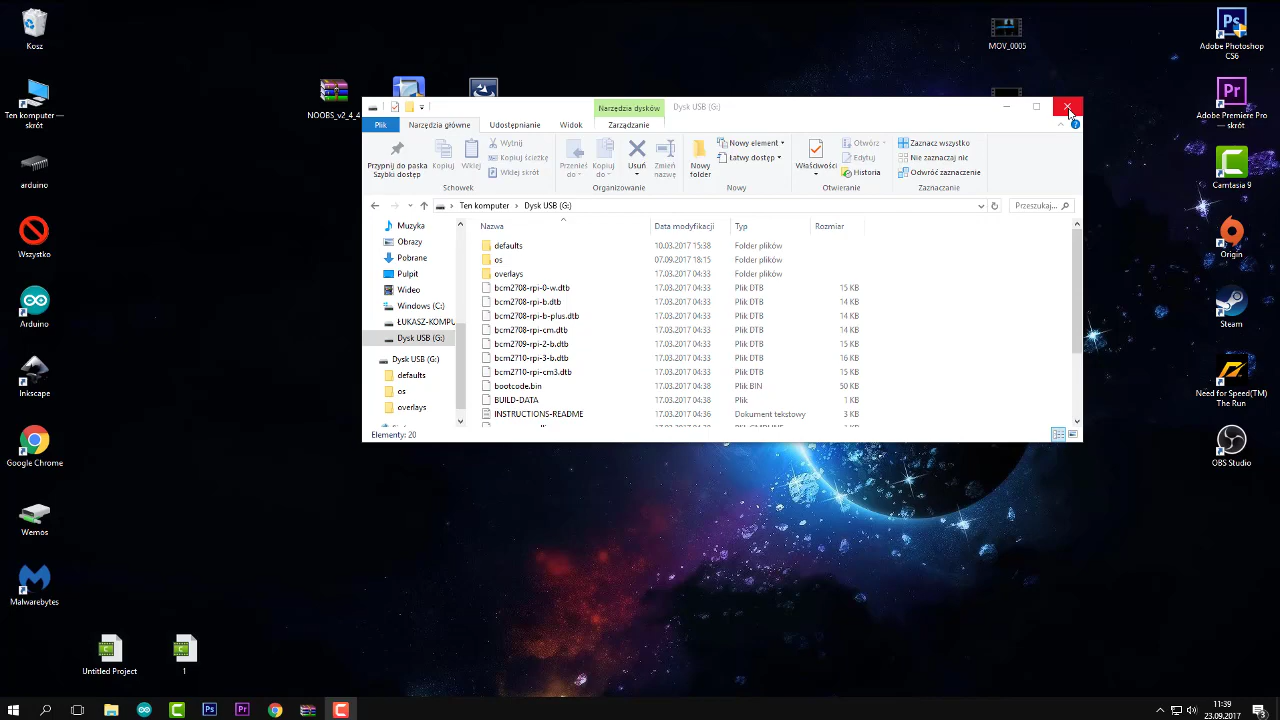 Kosz
Ten komputer — skrót
arduino
Wszystko
Arduino
Inkscape
Google Chrome
Wemos
Malwarebytes
Untitled Project
1
NOOBS_v2_4_4
MOV_0005
Adobe Photoshop CS6
Adobe Premiere Pro — skrót
Camtasia 9
Origin
Steam
Need for Speed(TM) The Run
OBS Studio
Narzędzia dysków
Dysk USB (G:)
Plik
Narzędzia główne
Udostępnianie
Widok
Zarządzanie
Przypnij do paska Szybki dostęp
Kopiuj
Wklej
Wytnij
Kopiuj ścieżkę
Wklej skrót
Schowek
Przenieś do
Kopiuj do
Usuń
Zmień nazwę
Organizowanie
Nowy folder
Nowy element
Łatwy dostęp
Nowy
Właściwości
Otwórz
Edytuj
Historia
Otwieranie
Zaznacz wszystko
Nie zaznaczaj nic
Odwróć zaznaczenie
Zaznaczanie
Ten komputer > Dysk USB (G:)
Przeszukaj...
Muzyka
Obrazy
Pobrane
Pulpit
Wideo
Windows (C:)
ŁUKASZ-KOMPU
Dysk USB (G:)
Dysk USB (G:)
defaults
os
overlays
Nazwa Data modyfikacji Typ Rozmiar
defaults 10.03.2017 15:38 Folder plików
os 07.09.2017 18:15 Folder plików
overlays 17.03.2017 04:33 Folder plików
bcm2708-rpi-0-w.dtb 17.03.2017 04:33 Plik DTB 15 KB
bcm2708-rpi-b.dtb 17.03.2017 04:33 Plik DTB 14 KB
bcm2708-rpi-b-plus.dtb 17.03.2017 04:33 Plik DTB 14 KB
bcm2708-rpi-cm.dtb 17.03.2017 04:33 Plik DTB 14 KB
bcm2709-rpi-2-b.dtb 17.03.2017 04:33 Plik DTB 15 KB
bcm2710-rpi-3-b.dtb 17.03.2017 04:33 Plik DTB 16 KB
bcm2710-rpi-cm3.dtb 17.03.2017 04:33 Plik DTB 15 KB
bootcode.bin 17.03.2017 04:38 Plik BIN 50 KB
BUILD-DATA 17.03.2017 04:38 Plik 1 KB
INSTRUCTIONS-README 17.03.2017 04:36 Dokument tekstowy 3 KB
Elementy: 20
11:39
23.09.2017